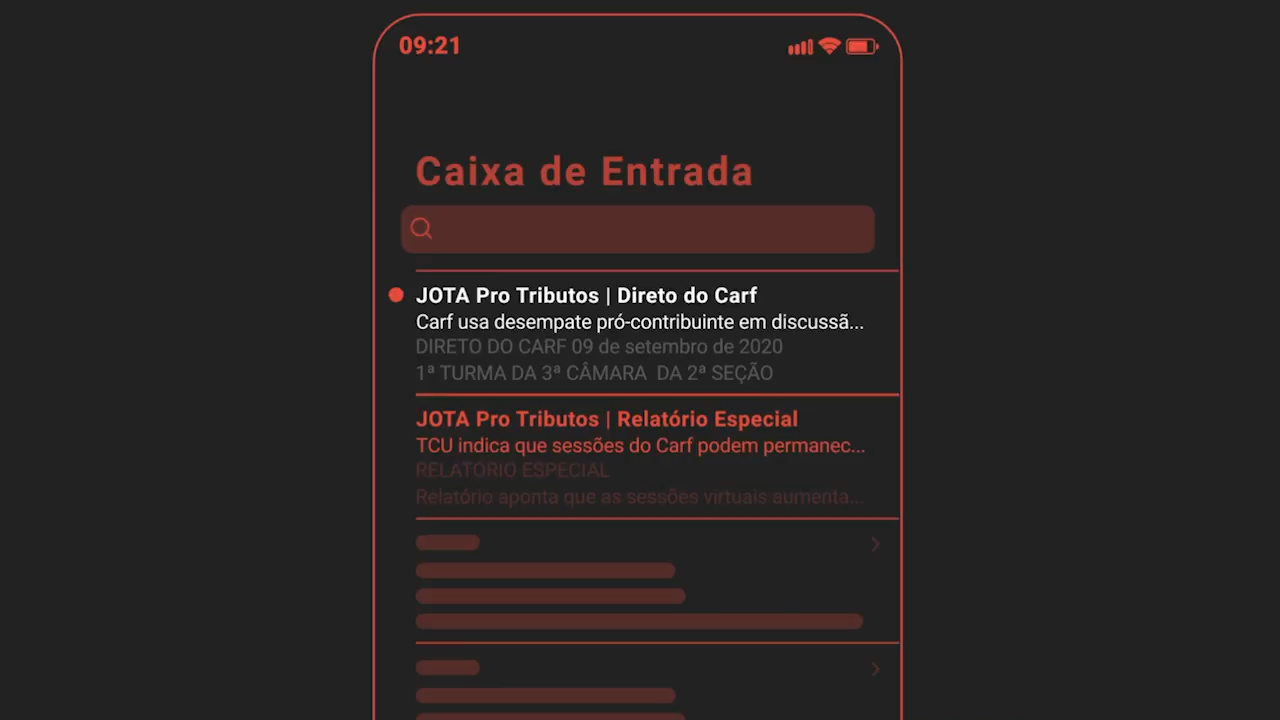 09:21
Caixa de Entrada
JOTA Pro Tributos | Direto do Carf
Carf usa desempate pró-contribuinte em discussã...
DIRETO DO CARF 09 de setembro de 2020
1ª TURMA DA 3ª CÂMARA DA 2ª SEÇÃO
JOTA Pro Tributos | Relatório Especial
TCU indica que sessões do Carf podem permanec...
RELATÓRIO ESPECIAL
Relatório aponta que as sessões virtuais aumenta...